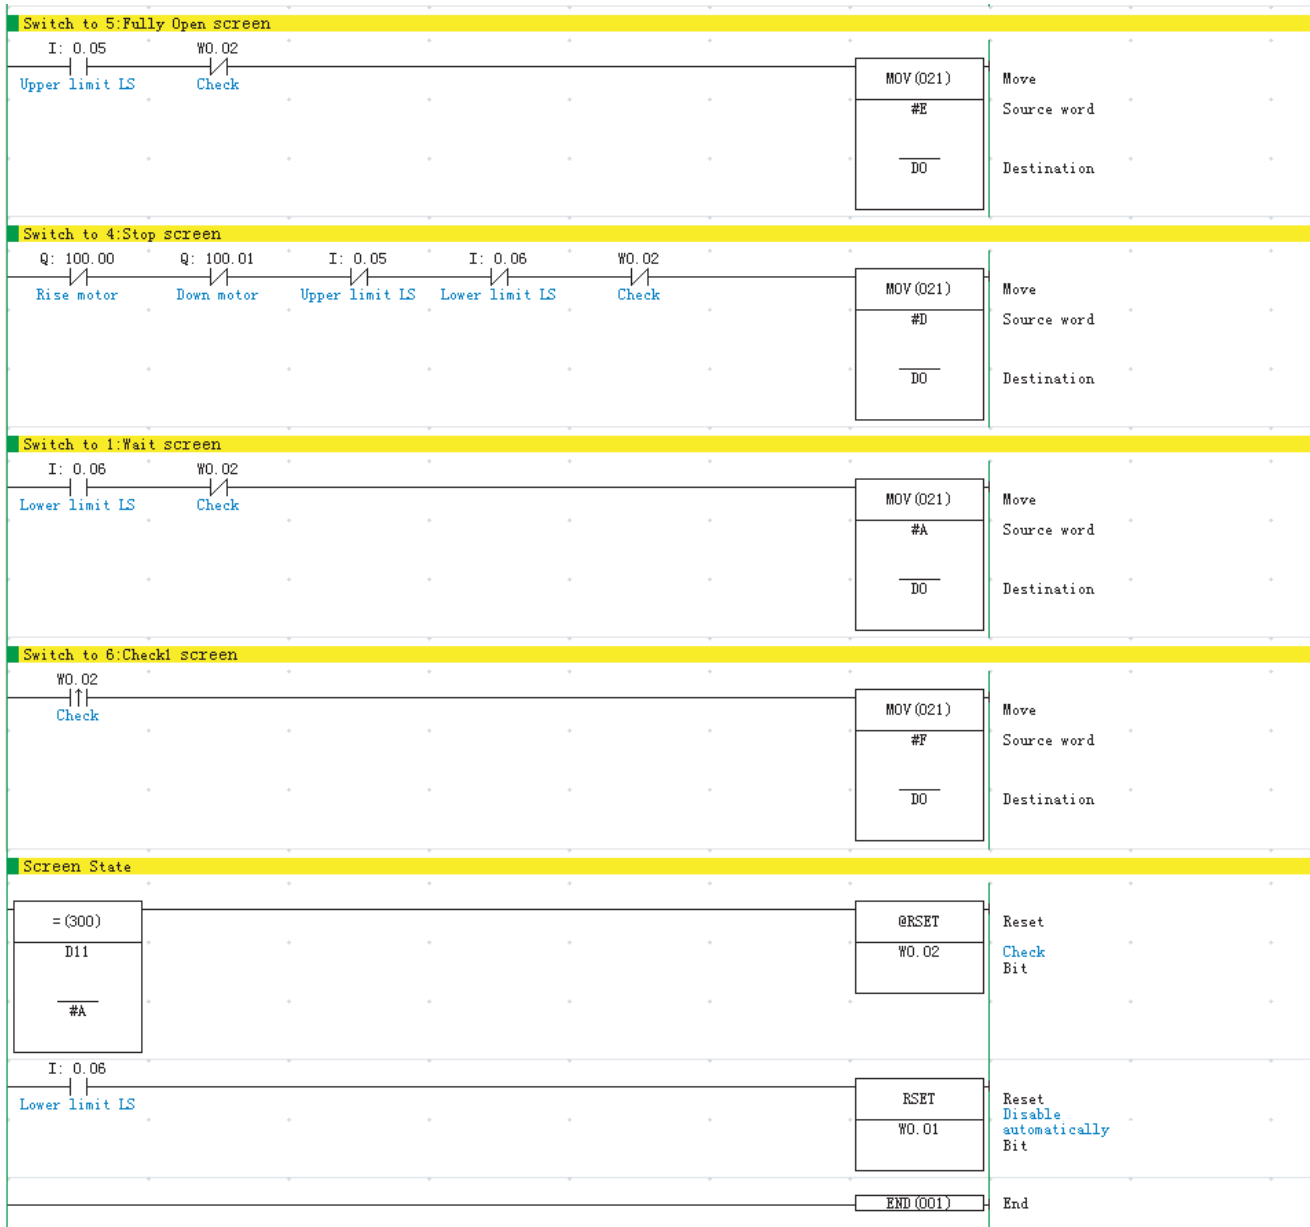 Switch to 5:Fully Open screen
I: 0.05 W0.02
Upper limit LS Check
MOV(021) Move
#E Source word
D0 Destination
Switch to 4:Stop screen
Q: 100.00 Q: 100.01 I: 0.05 I: 0.06 W0.02
Rise motor Down motor Upper limit LS Lower limit LS Check
MOV(021) Move
#D Source word
D0 Destination
Switch to 1:Wait screen
I: 0.06 W0.02
Lower limit LS Check
MOV(021) Move
#A Source word
D0 Destination
Switch to 6:Check1 screen
W0.02
Check
MOV(021) Move
#F Source word
D0 Destination
Screen State
=(300) @RSET Reset
D11 W0.02 Check
Bit
#A
I: 0.06
Lower limit LS
RSET Reset
Disable
W0.01 automatically
Bit
END(001) End